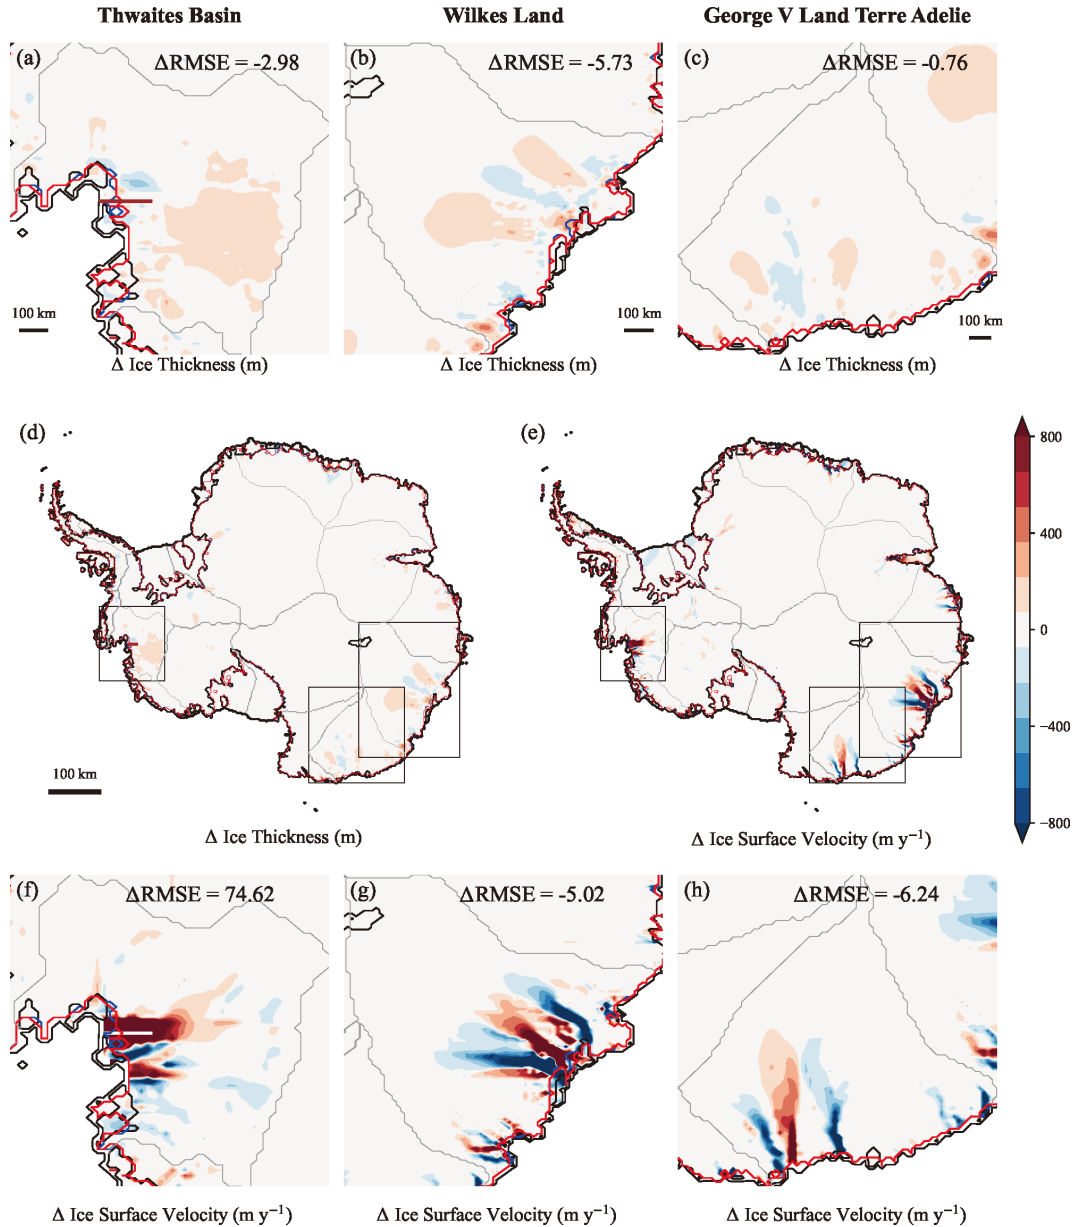 Thwaites Basin
Wilkes Land
George V Land Terre Adelie
(a)
ΔRMSE = -2.98
(b)
ΔRMSE = -5.73
(c)
ΔRMSE = -0.76
100 km
100 km
100 km
Δ Ice Thickness (m)
Δ Ice Thickness (m)
Δ Ice Thickness (m)
(d)
(e)
800
400
0
−400
−800
100 km
Δ Ice Thickness (m)
Δ Ice Surface Velocity (m y⁻¹)
(f)
ΔRMSE = 74.62
(g)
ΔRMSE = -5.02
(h)
ΔRMSE = -6.24
Δ Ice Surface Velocity (m y⁻¹)
Δ Ice Surface Velocity (m y⁻¹)
Δ Ice Surface Velocity (m y⁻¹)